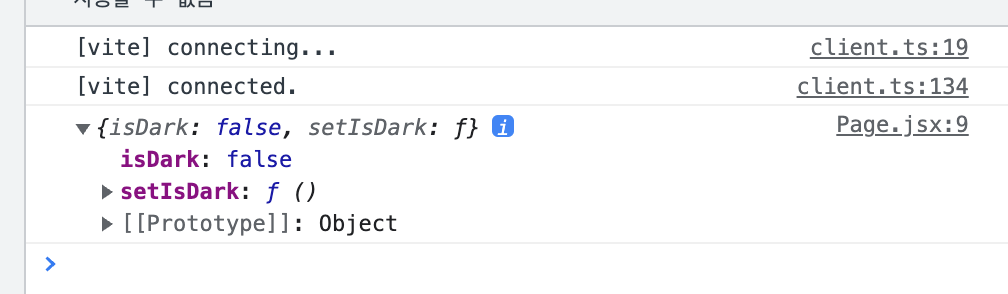 [vite] connecting... client.ts:19
[vite] connected. client.ts:134
▼{isDark: false, setIsDark: ƒ} i Page.jsx:9
isDark: false
▶ setIsDark: ƒ ()
▶ [[Prototype]]: Object
>